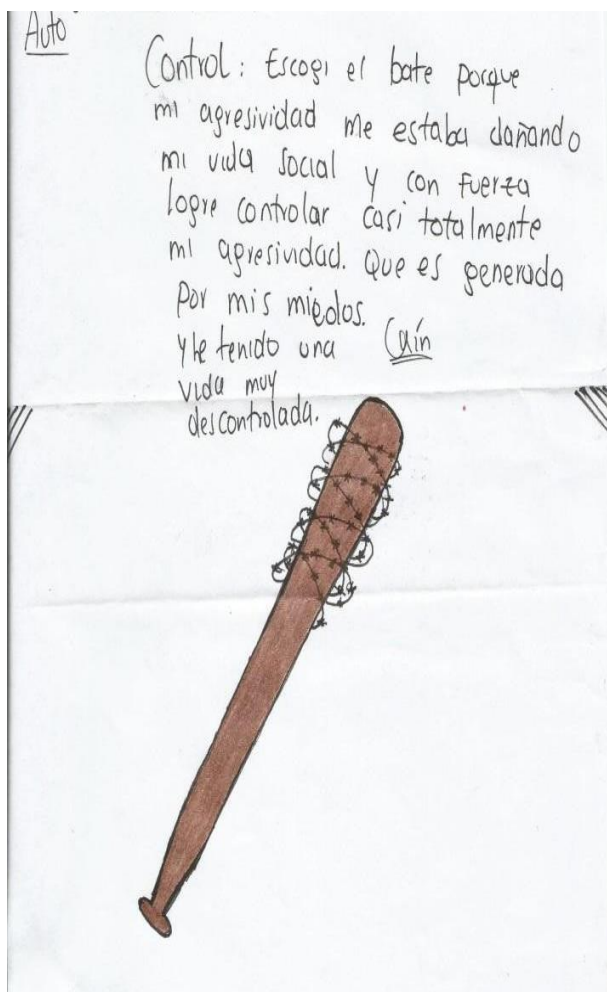 Auto
Control: Escogi el bate porque
mi agresividad me estaba dañando
mi vida social y con fuerza
logre controlar casi totalmente
mi agresividad. Que es generada
por mis miedos.
y he tenido una Caín
vida muy
descontrolada.